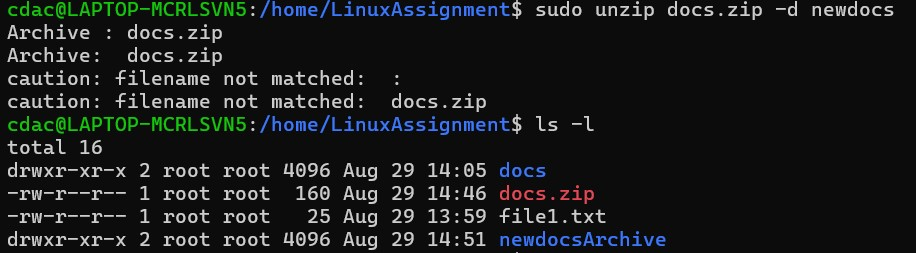 cdac@LAPTOP-MCRLSVN5:/home/LinuxAssignment$ sudo unzip docs.zip -d newdocs
Archive : docs.zip
Archive:  docs.zip
caution: filename not matched:  :
caution: filename not matched:  docs.zip
cdac@LAPTOP-MCRLSVN5:/home/LinuxAssignment$ ls -l
total 16
drwxr-xr-x 2 root root 4096 Aug 29 14:05 docs
-rw-r--r-- 1 root root  160 Aug 29 14:46 docs.zip
-rw-r--r-- 1 root root   25 Aug 29 13:59 file1.txt
drwxr-xr-x 2 root root 4096 Aug 29 14:51 newdocsArchive